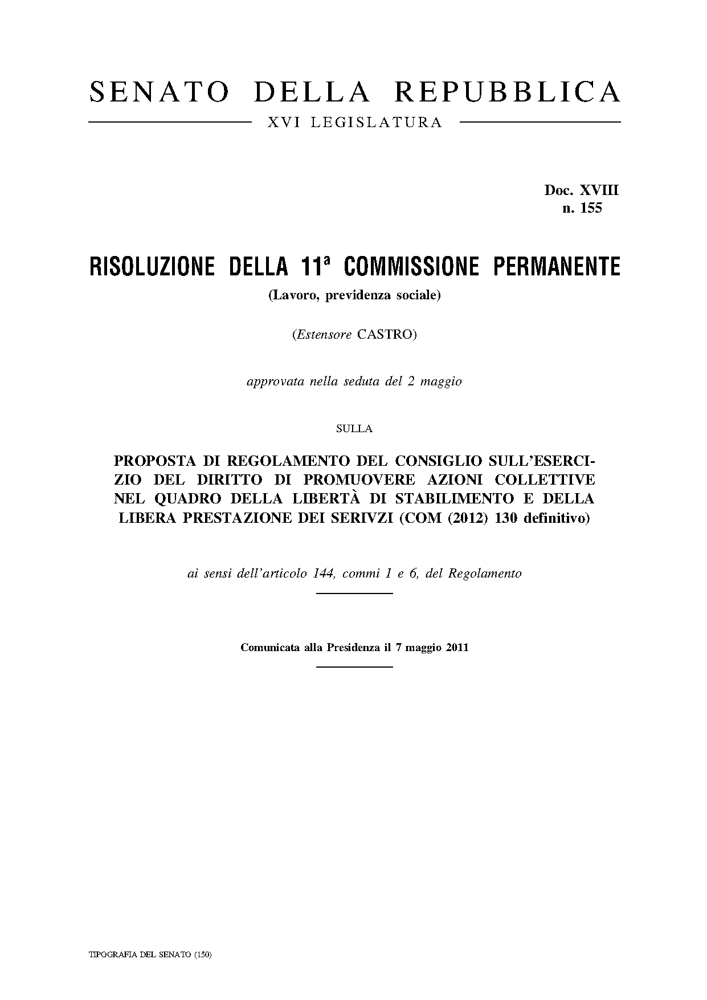 SENATO DELLA REPUBBLICA
XVI LEGISLATURA
Doc. XVIII
n. 155
RISOLUZIONE DELLA 11ª COMMISSIONE PERMANENTE
(Lavoro, previdenza sociale)
(Estensore CASTRO)
approvata nella seduta del 2 maggio
SULLA
PROPOSTA DI REGOLAMENTO DEL CONSIGLIO SULL’ESERCI-
ZIO DEL DIRITTO DI PROMUOVERE AZIONI COLLETTIVE
NEL QUADRO DELLA LIBERTÀ DI STABILIMENTO E DELLA
LIBERA PRESTAZIONE DEI SERIVZI (COM (2012) 130 definitivo)
ai sensi dell’articolo 144, commi 1 e 6, del Regolamento
Comunicata alla Presidenza il 7 maggio 2011
TIPOGRAFIA DEL SENATO (150)